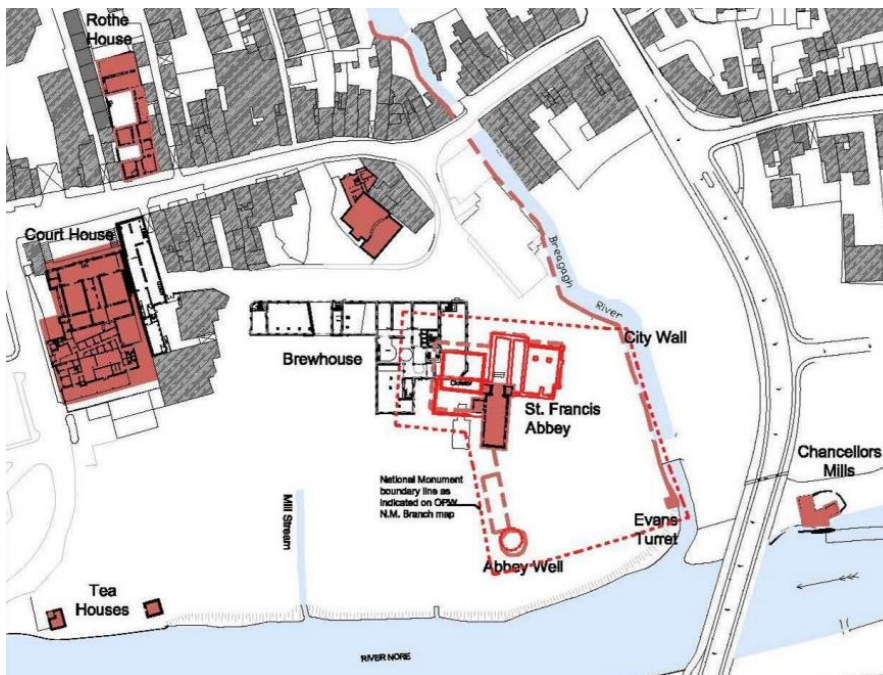 Rothe
House
Court House
Breagagh
River
City Wall
Brewhouse
Cloister
St. Francis
Abbey
Chancellors
Mills
National Monument
boundary line as
indicated on OPW
N.M. Branch map
Mill Stream
Evans
Turret
Abbey Well
Tea
Houses
RIVER NORE